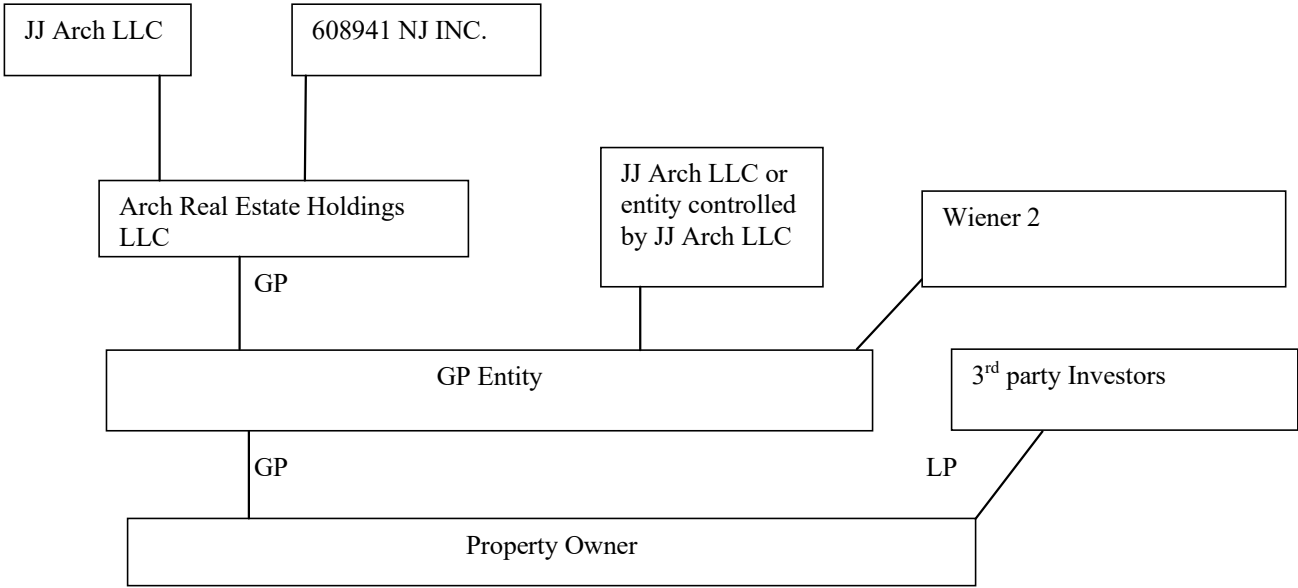 JJ Arch LLC
608941 NJ INC.
JJ Arch LLC or
entity controlled
by JJ Arch LLC
Arch Real Estate Holdings
LLC
Wiener 2
GP
GP Entity
3rd party Investors
GP
LP
Property Owner